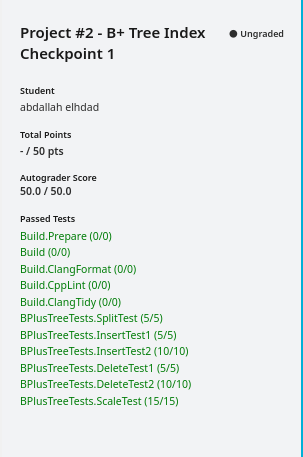 Project #2 - B+ Tree Index
Checkpoint 1
● Ungraded
Student
abdallah elhdad
Total Points
- / 50 pts
Autograder Score
50.0 / 50.0
Passed Tests
Build.Prepare (0/0)
Build (0/0)
Build.ClangFormat (0/0)
Build.CppLint (0/0)
Build.ClangTidy (0/0)
BPlusTreeTests.SplitTest (5/5)
BPlusTreeTests.InsertTest1 (5/5)
BPlusTreeTests.InsertTest2 (10/10)
BPlusTreeTests.DeleteTest1 (5/5)
BPlusTreeTests.DeleteTest2 (10/10)
BPlusTreeTests.ScaleTest (15/15)